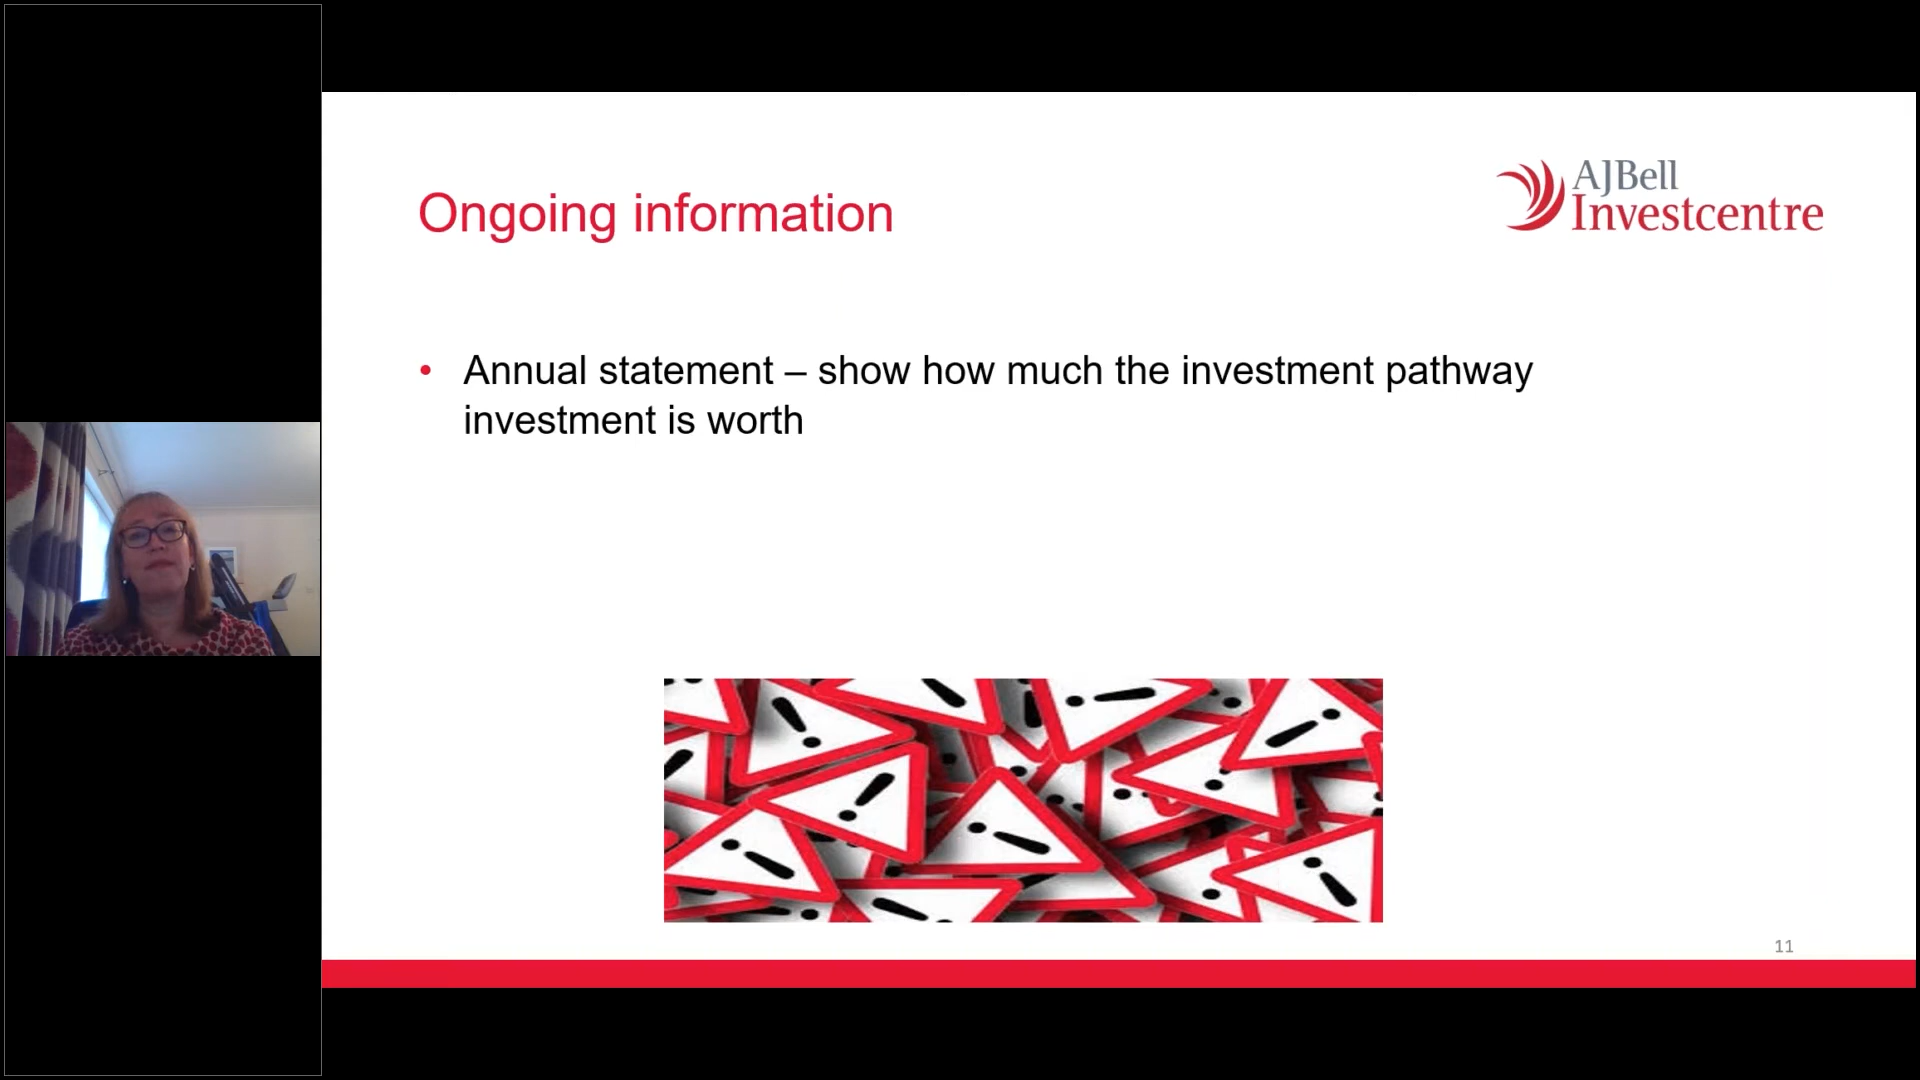 Ongoing information
AJBell
Investcentre
• Annual statement – show how much the investment pathway
investment is worth
11